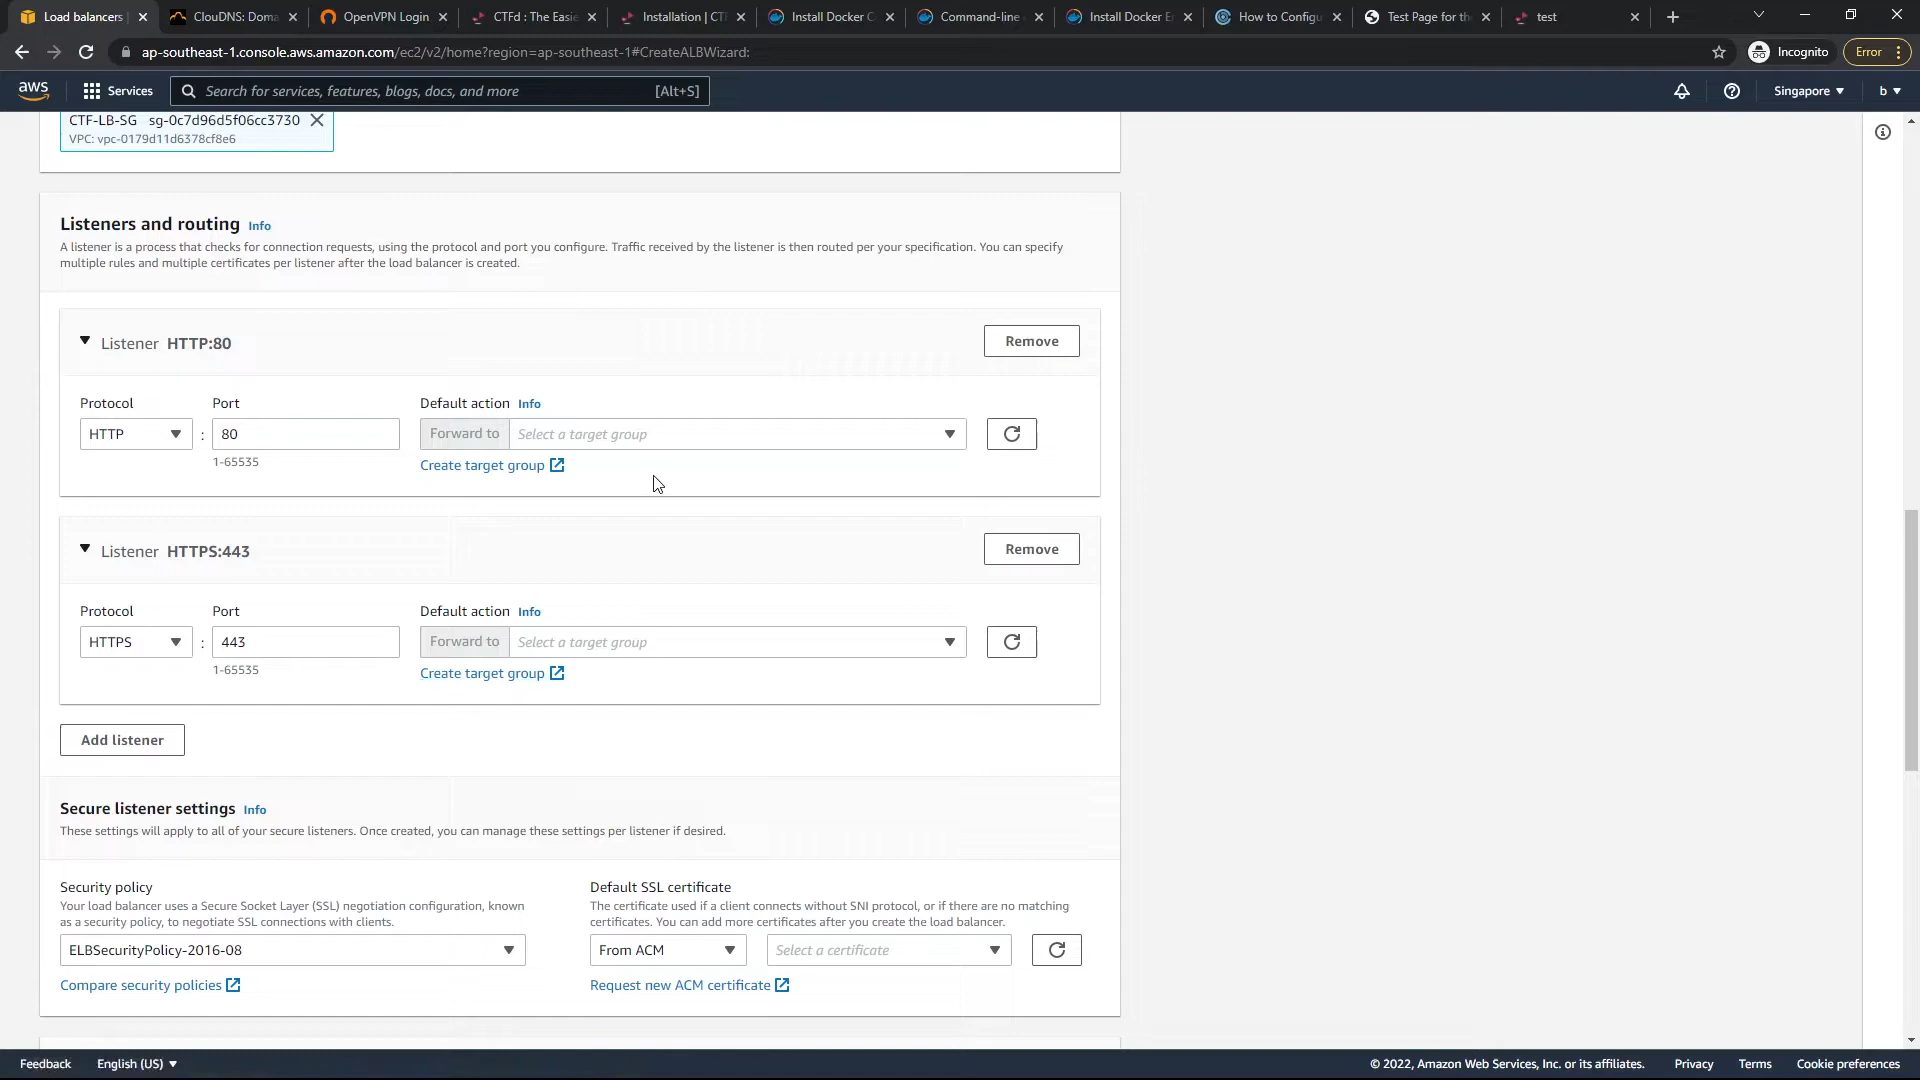 Load balancers |
ClouDNS: Doma
OpenVPN Login
CTFd : The Easie
Installation | CT
Install Docker C
Command-line
Install Docker E
How to Configu
Test Page for th
test
ap-southeast-1.console.aws.amazon.com/ec2/v2/home?region=ap-southeast-1#CreateALBWizard:
Incognito
Error
aws
Services
Search for services, features, blogs, docs, and more
[Alt+S]
Singapore
b
CTF-LB-SG sg-0c7d96d5f06cc3730
VPC: vpc-0179d11d6378cf8e6
Listeners and routing Info
A listener is a process that checks for connection requests, using the protocol and port you configure. Traffic received by the listener is then routed per your specification. You can specify
multiple rules and multiple certificates per listener after the load balancer is created.
Listener HTTP:80
Remove
Protocol
Port
Default action Info
HTTP
:
80
Forward to
Select a target group
1-65535
Create target group
Listener HTTPS:443
Remove
Protocol
Port
Default action Info
HTTPS
:
443
Forward to
Select a target group
1-65535
Create target group
Add listener
Secure listener settings Info
These settings will apply to all of your secure listeners. Once created, you can manage these settings per listener if desired.
Security policy
Your load balancer uses a Secure Socket Layer (SSL) negotiation configuration, known
as a security policy, to negotiate SSL connections with clients.
ELBSecurityPolicy-2016-08
Compare security policies
Default SSL certificate
The certificate used if a client connects without SNI protocol, or if there are no matching
certificates. You can add more certificates after you create the load balancer.
From ACM
Select a certificate
Request new ACM certificate
Feedback
English (US)
© 2022, Amazon Web Services, Inc. or its affiliates.
Privacy
Terms
Cookie preferences